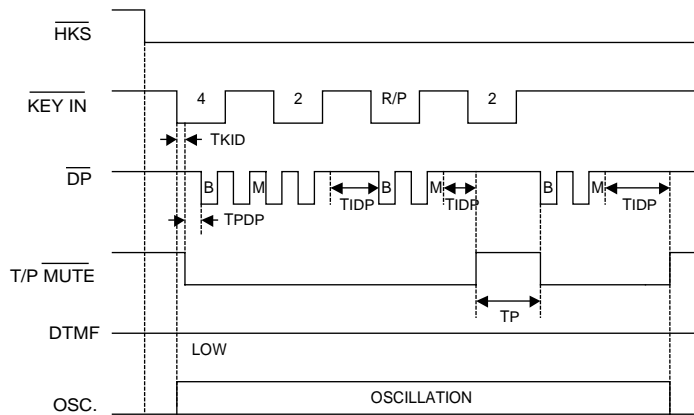 HKS
KEY IN
4 2 R/P 2
TKID
DP
B M B M B M
TIDP TIDP TIDP
TPDP
T/P MUTE
TP
DTMF
LOW
OSC.
OSCILLATION